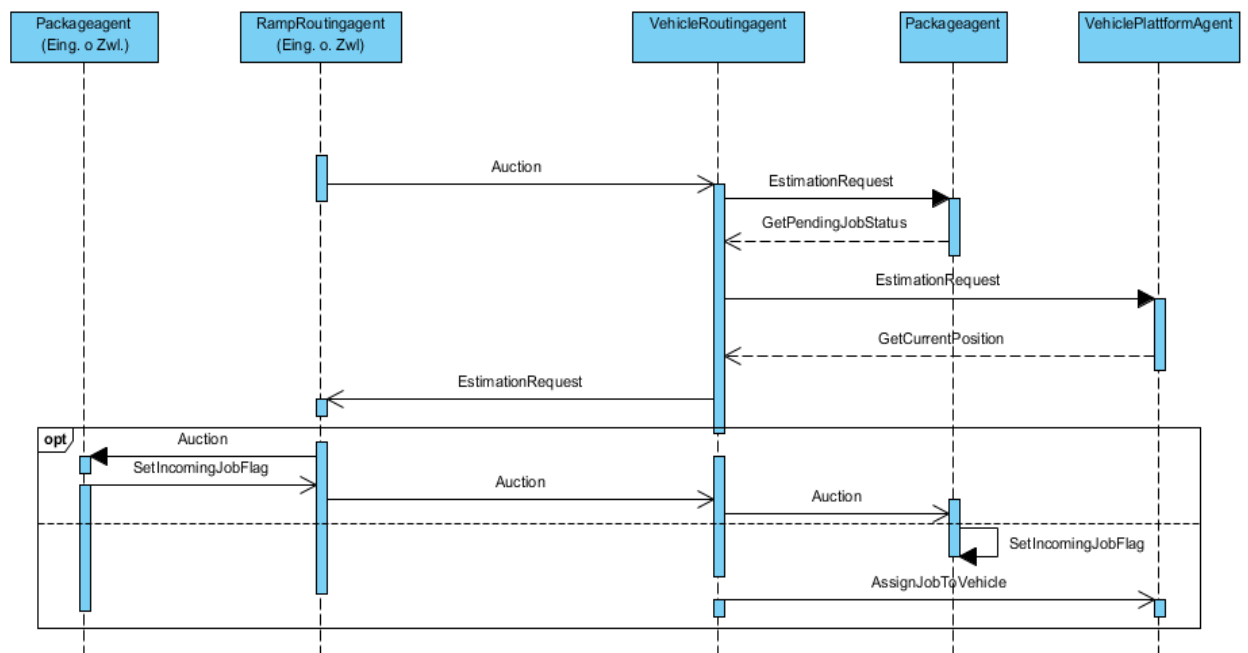 Packageagent
(Eing. o Zwl.)
RampRoutingagent
(Eing. o. Zwl)
VehicleRoutingagent
Packageagent
VehiclePlattformAgent
Auction
EstimationRequest
GetPendingJobStatus
EstimationRequest
GetCurrentPosition
EstimationRequest
opt
Auction
SetIncomingJobFlag
Auction
Auction
SetIncomingJobFlag
AssignJobToVehicle